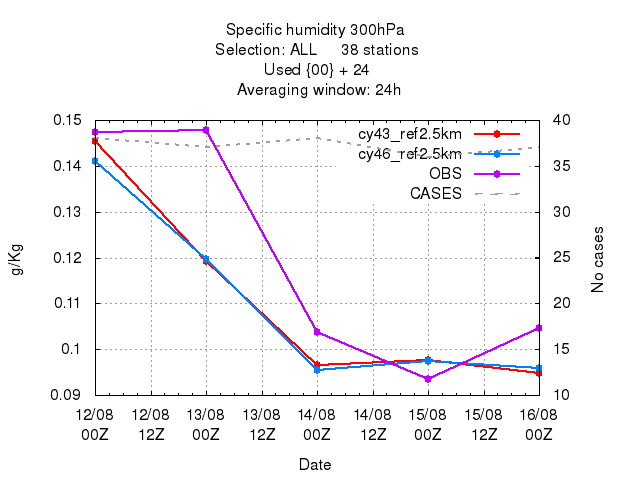 Specific humidity 300hPa
Selection: ALL 38 stations
Used {00} + 24
Averaging window: 24h
0.15
0.14
0.13
0.12
0.11
0.1
0.09
g/Kg
40
35
30
25
20
15
10
No cases
cy43_ref2.5km
cy46_ref2.5km
OBS
CASES
12/08 12/08 13/08 13/08 14/08 14/08 15/08 15/08 16/08
00Z 12Z 00Z 12Z 00Z 12Z 00Z 12Z 00Z
Date